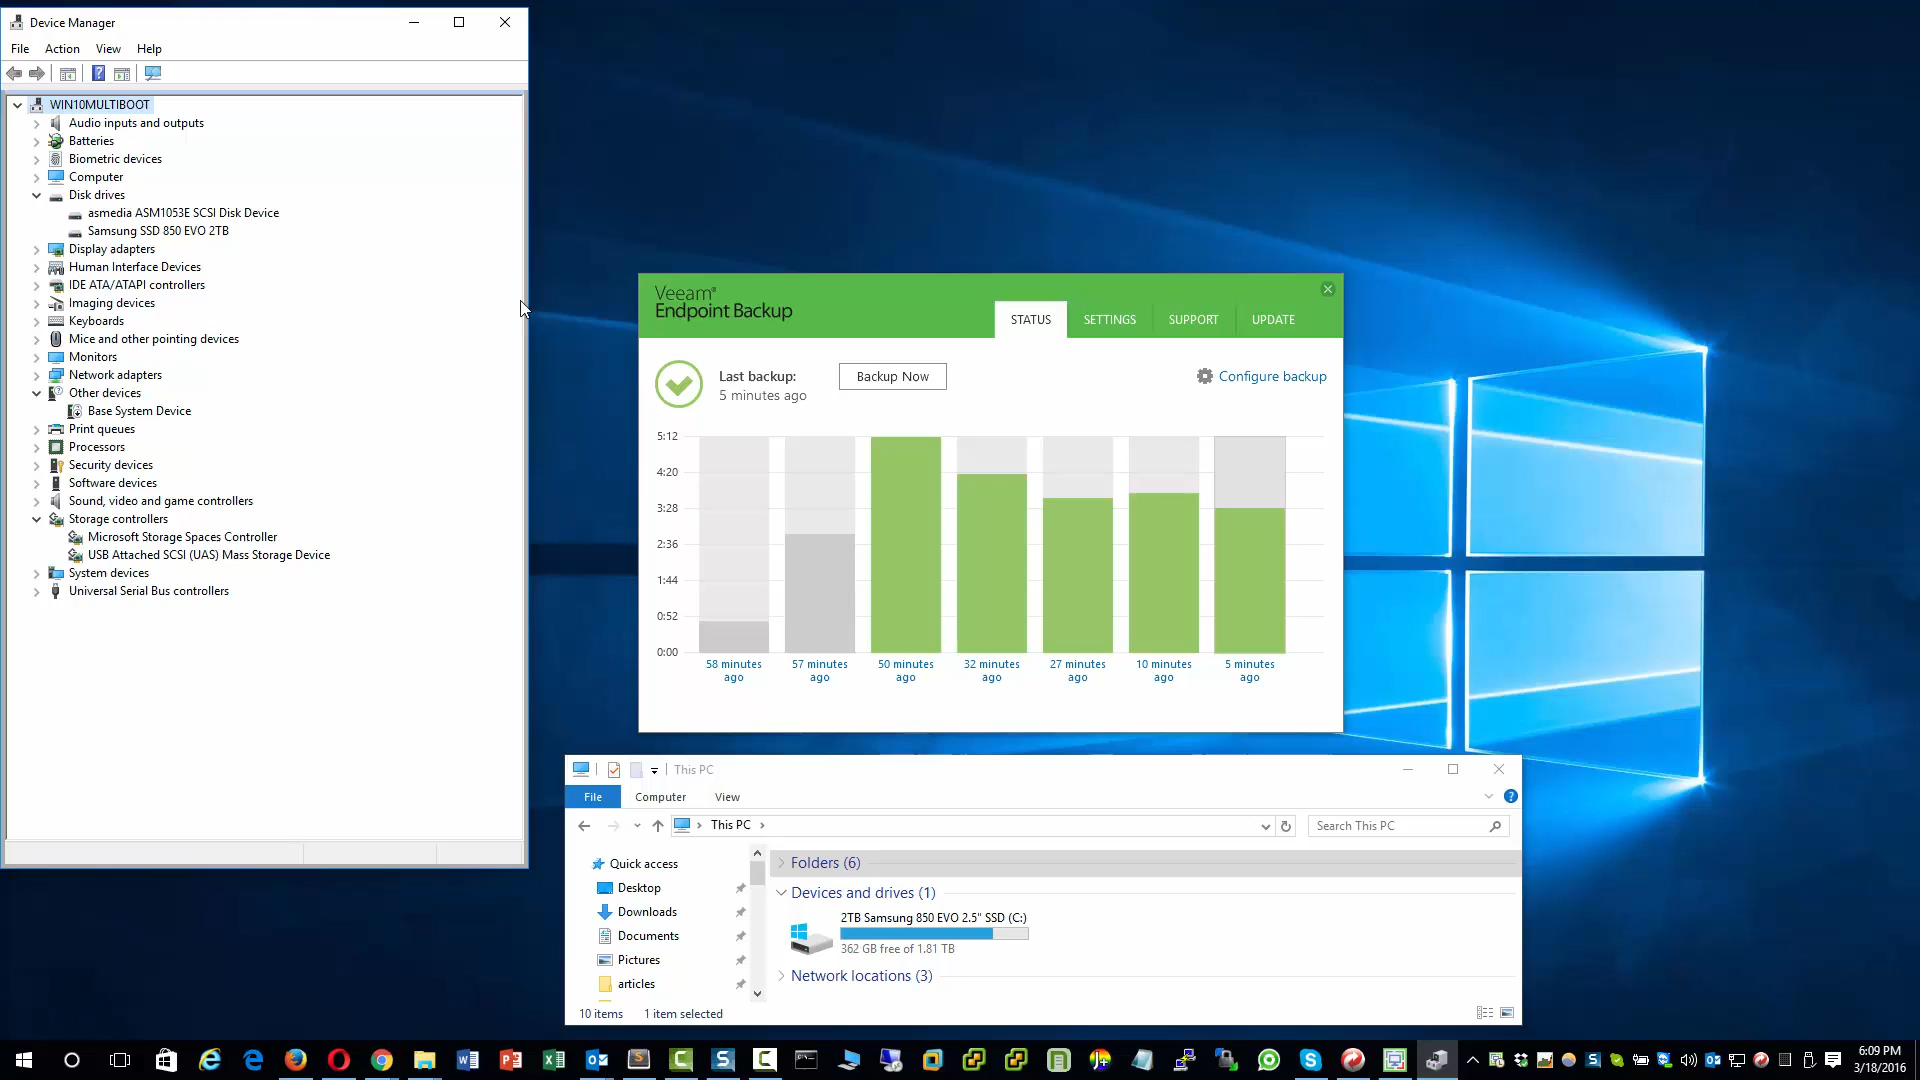 Device Manager
File Action View Help
WIN10MULTIBOOT
Audio inputs and outputs
Batteries
Biometric devices
Computer
Disk drives
asmedia ASM1053E SCSI Disk Device
Samsung SSD 850 EVO 2TB
Display adapters
Human Interface Devices
IDE ATA/ATAPI controllers
Imaging devices
Keyboards
Mice and other pointing devices
Monitors
Network adapters
Other devices
Base System Device
Print queues
Processors
Security devices
Software devices
Sound, video and game controllers
Storage controllers
Microsoft Storage Spaces Controller
USB Attached SCSI (UAS) Mass Storage Device
System devices
Universal Serial Bus controllers
Veeam®
Endpoint Backup
STATUS SETTINGS SUPPORT UPDATE
Last backup:
5 minutes ago
Backup Now
Configure backup
5:12
4:20
3:28
2:36
1:44
0:52
0:00
58 minutes ago
57 minutes ago
50 minutes ago
32 minutes ago
27 minutes ago
10 minutes ago
5 minutes ago
This PC
File Computer View
This PC
Search This PC
Quick access
Desktop
Downloads
Documents
Pictures
articles
Folders (6)
Devices and drives (1)
2TB Samsung 850 EVO 2.5" SSD (C:)
362 GB free of 1.81 TB
Network locations (3)
10 items 1 item selected
6:09 PM
3/18/2016